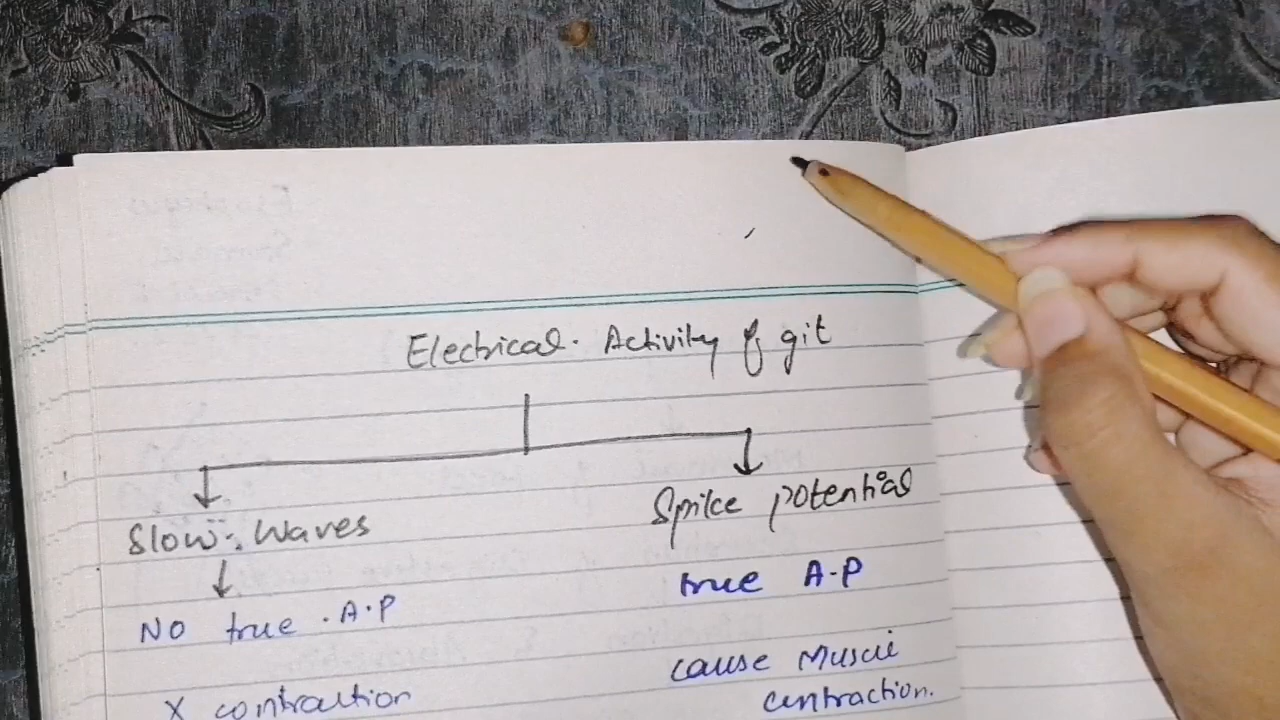 Electrical. Activity of git
Slow Waves
Spike potential
NO true . A.P
true A.P
X contraction
cause Muscle
contraction.